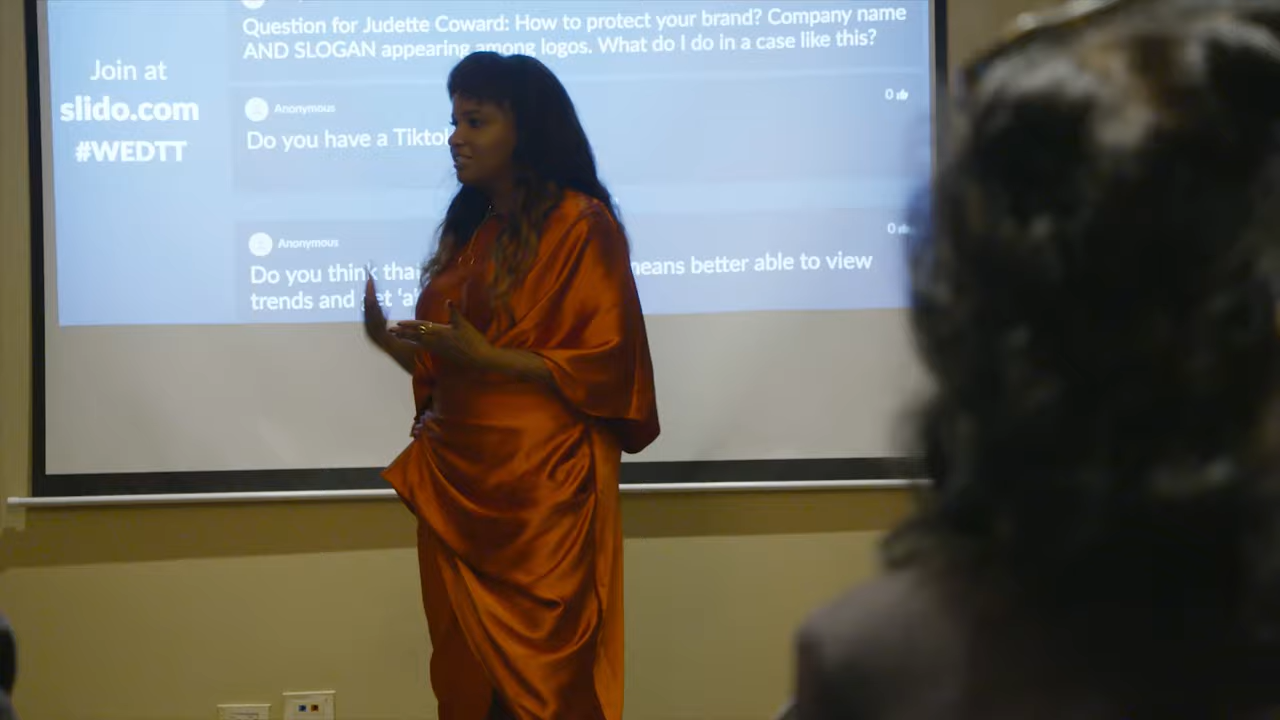 Join at
slido.com
#WEDTT
Question for Judette Coward: How to protect your brand? Company name
AND SLOGAN appearing among logos. What do I do in a case like this?
Anonymous
0
Do you have a
Anonymous
0
Do you think means better able to view
trends and